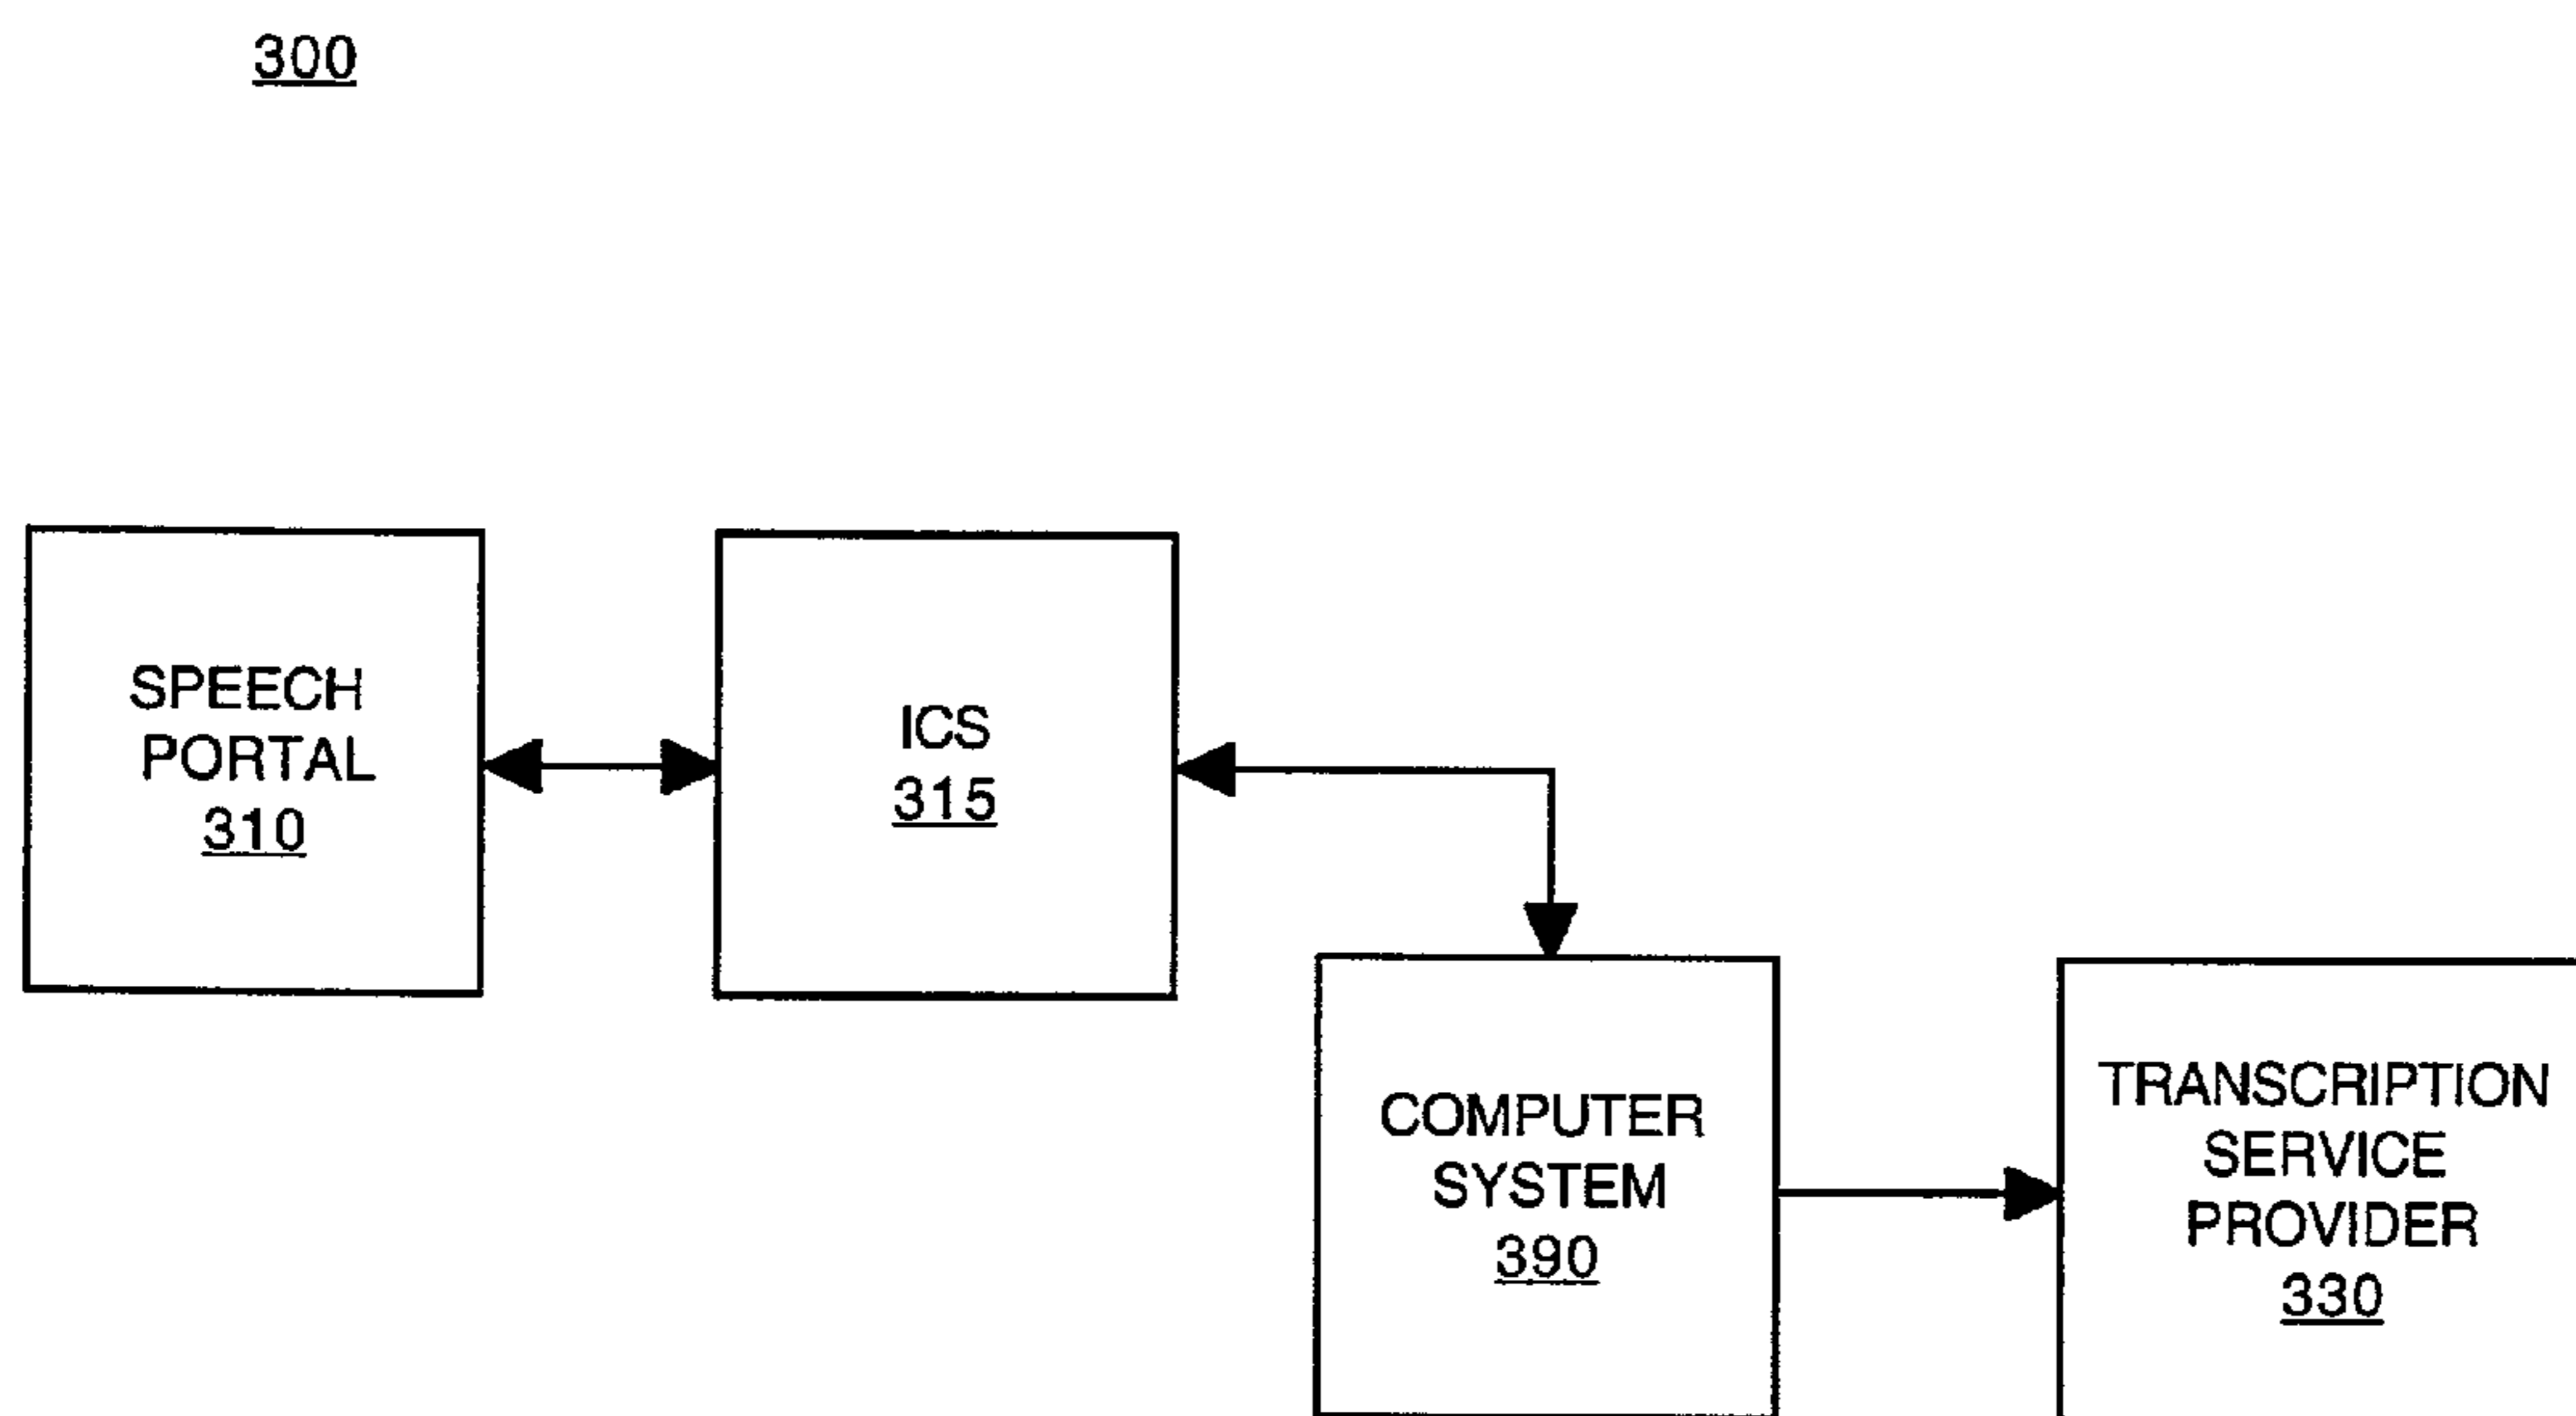 300
SPEECH
PORTAL
310
ICS
315
COMPUTER
SYSTEM
390
TRANSCRIPTION
SERVICE
PROVIDER
330